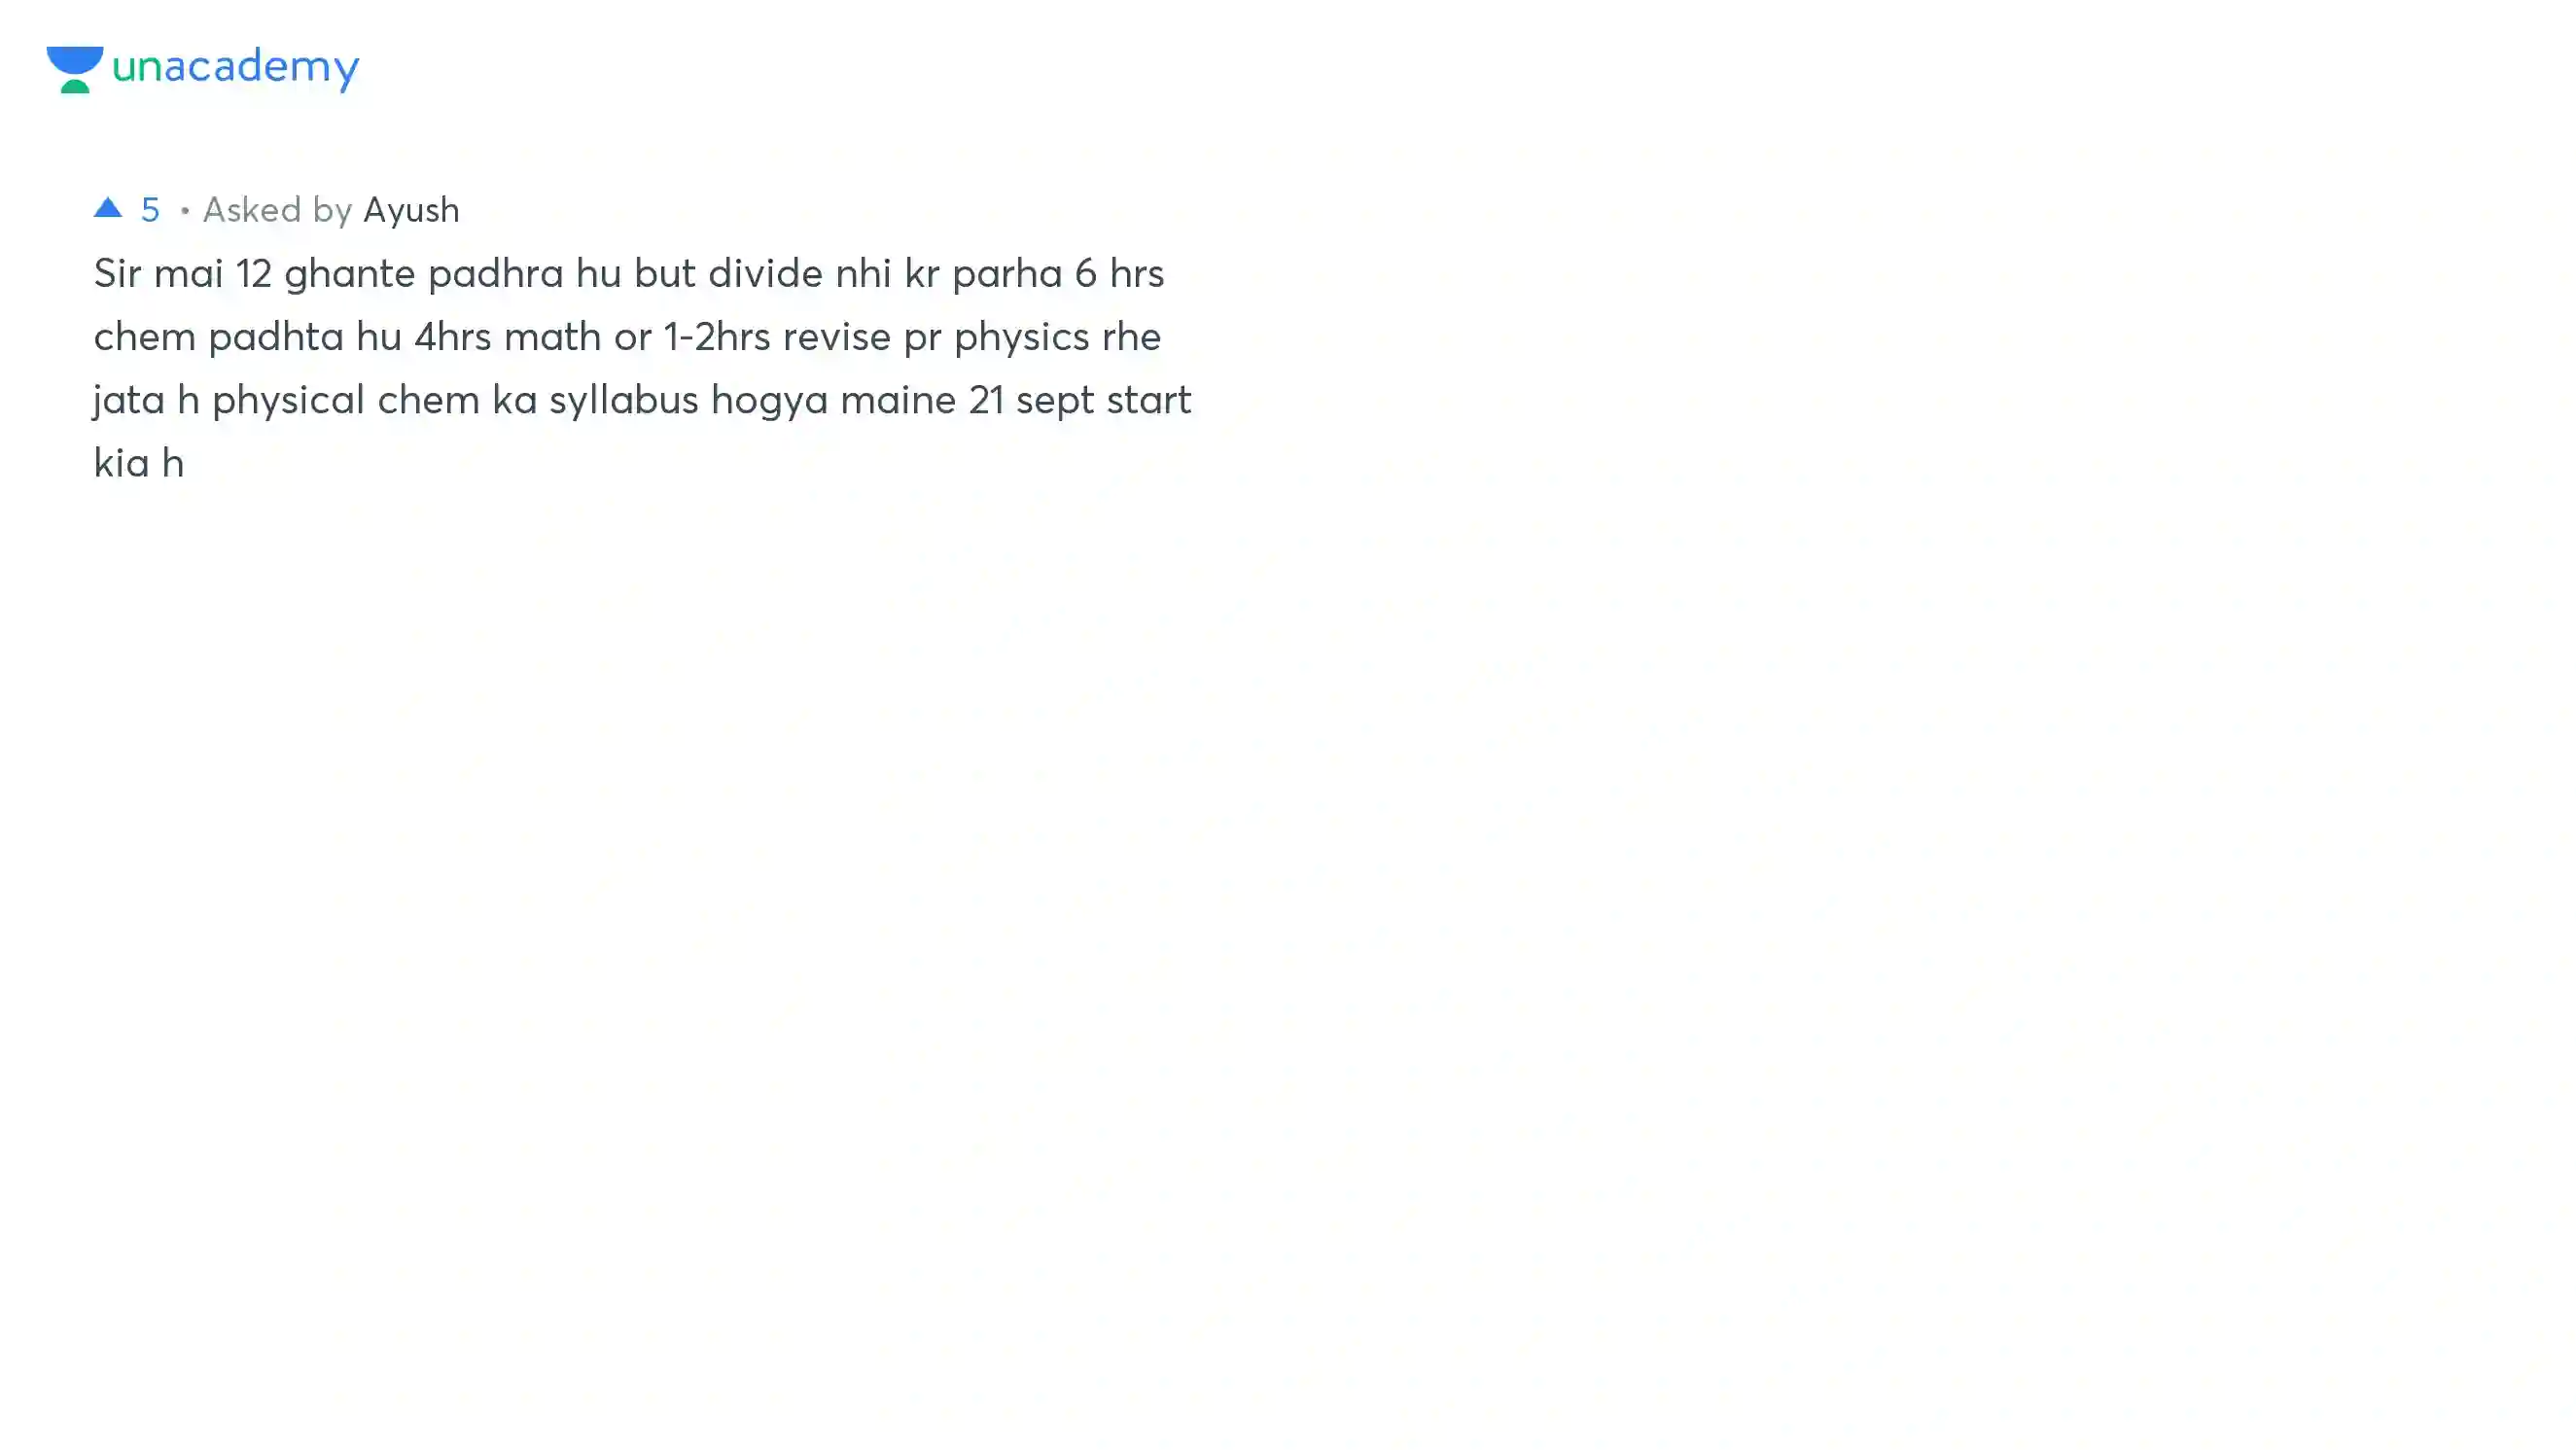 unacademy
▲ 5 • Asked by Ayush
Sir mai 12 ghante padhra hu but divide nhi kr parha 6 hrs
chem padhta hu 4hrs math or 1-2hrs revise pr physics rhe
jata h physical chem ka syllabus hogya maine 21 sept start
kia h